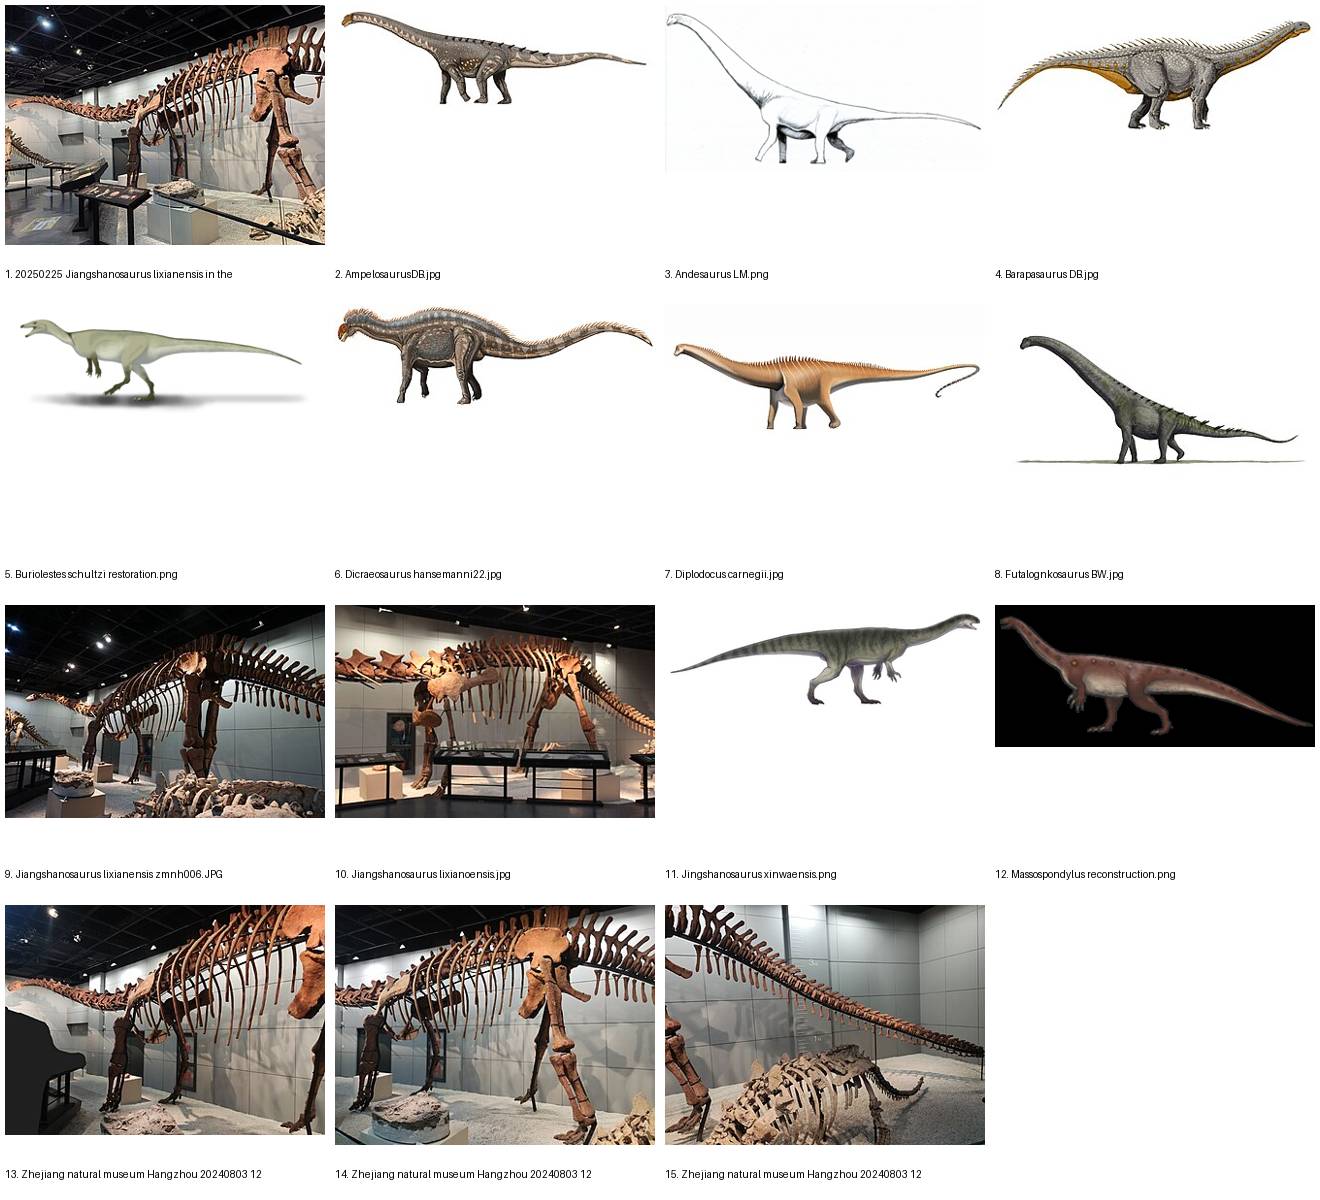 1. 20250225 Jiangshanosaurus lixianensis in the
2. AmpelosaurusDB.jpg
3. Andesaurus LM.png
4. Barapasaurus DB.jpg
5. Buriolestes schultzi restoration.png
6. Dicraeosaurus hansemanni22.jpg
7. Diplodocus carnegii.jpg
8. Futalognkosaurus BW.jpg
9. Jiangshanosaurus lixianensis zmnh006.JPG
10. Jiangshanosaurus lixianoensis.jpg
11. Jingshanosaurus xinwaensis.png
12. Massospondylus reconstruction.png
13. Zhejiang natural museum Hangzhou 20240803 12
14. Zhejiang natural museum Hangzhou 20240803 12
15. Zhejiang natural museum Hangzhou 20240803 12